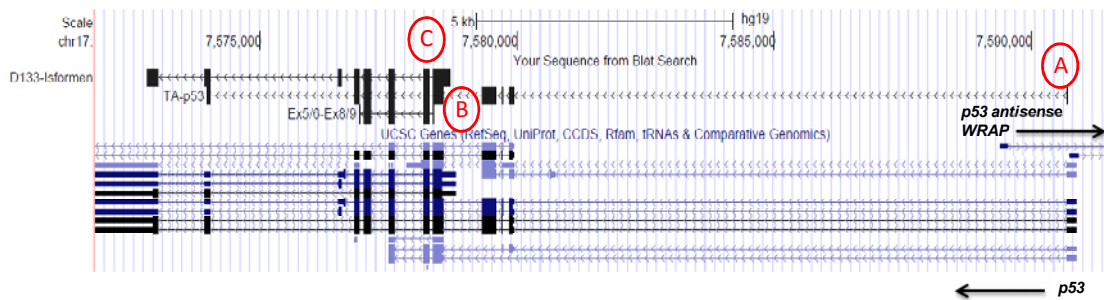 Scale 5 kb hg19
chr17: 7,575,000 7,580,000 7,585,000 7,590,000
C
A
Your Sequence from Blat Search
D133-Isformen
TA-p53
B
Ex5/6-Ex8/9
p53 antisense
WRAP
UCSC Genes (RefSeq, UniProt, CCDS, Rfam, tRNAs & Comparative Genomics)
p53